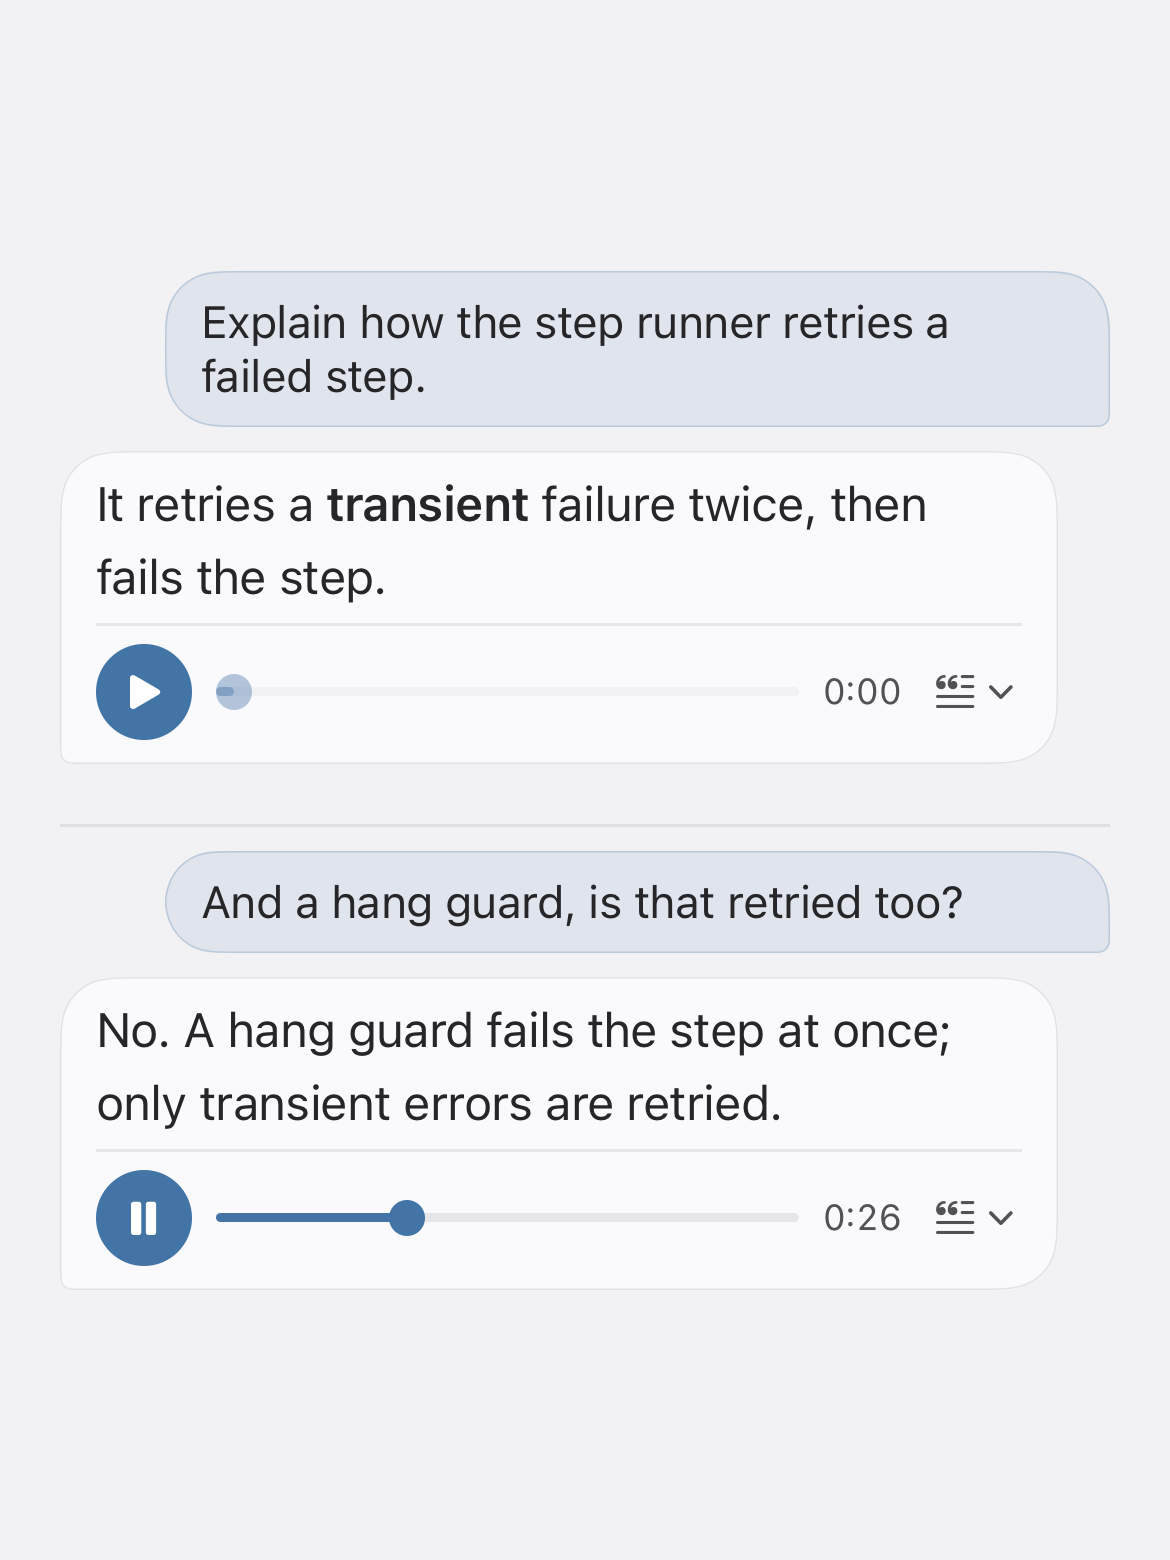 Explain how the step runner retries a
failed step.
It retries a transient failure twice, then
fails the step.
0:00
And a hang guard, is that retried too?
No. A hang guard fails the step at once;
only transient errors are retried.
0:26